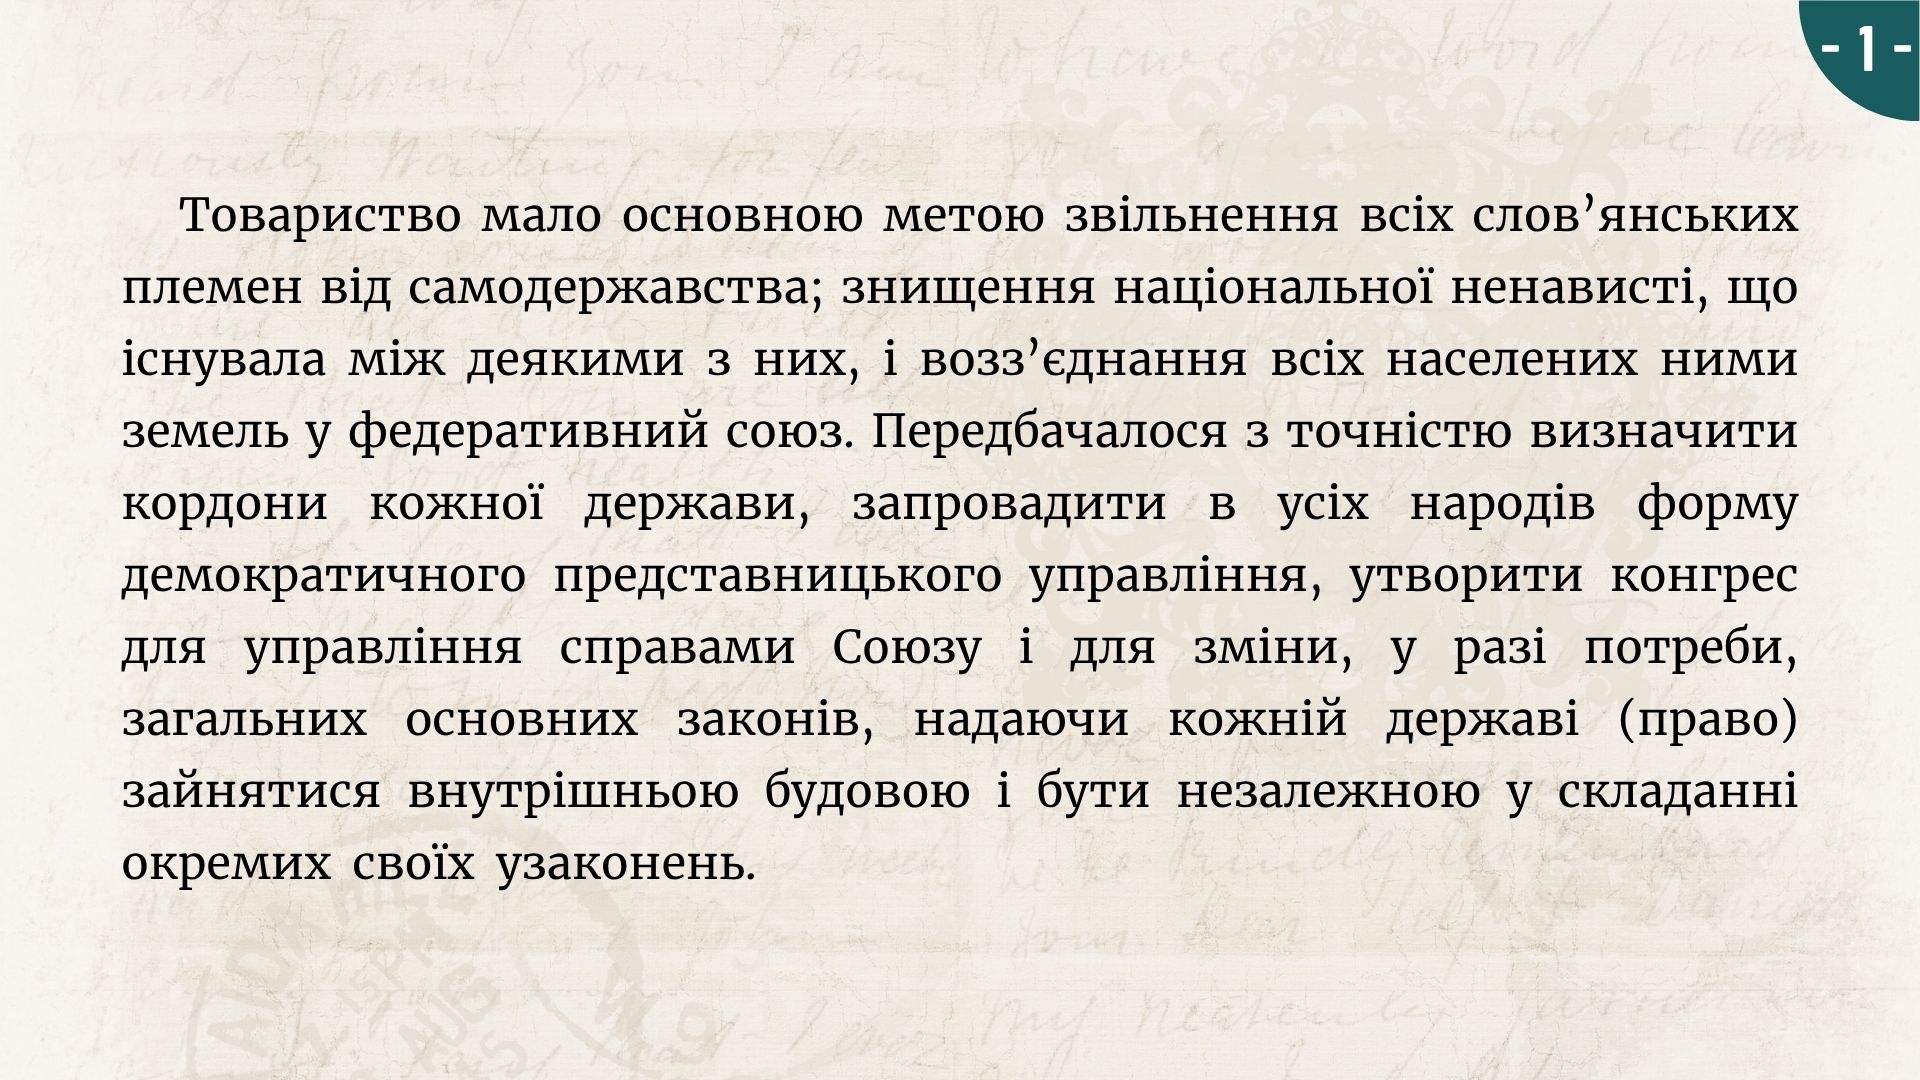 - 1 -
Товариство мало основною метою звільнення всіх слов’янських
племен від самодержавства; знищення національної ненависті, що
існувала між деякими з них, і возз’єднання всіх населених ними
земель у федеративний союз. Передбачалося з точністю визначити
кордони кожної держави, запровадити в усіх народів форму
демократичного представницького управління, утворити конгрес
для управління справами Союзу і для зміни, у разі потреби,
загальних основних законів, надаючи кожній державі (право)
зайнятися внутрішньою будовою і бути незалежною у складанні
окремих своїх узаконень.